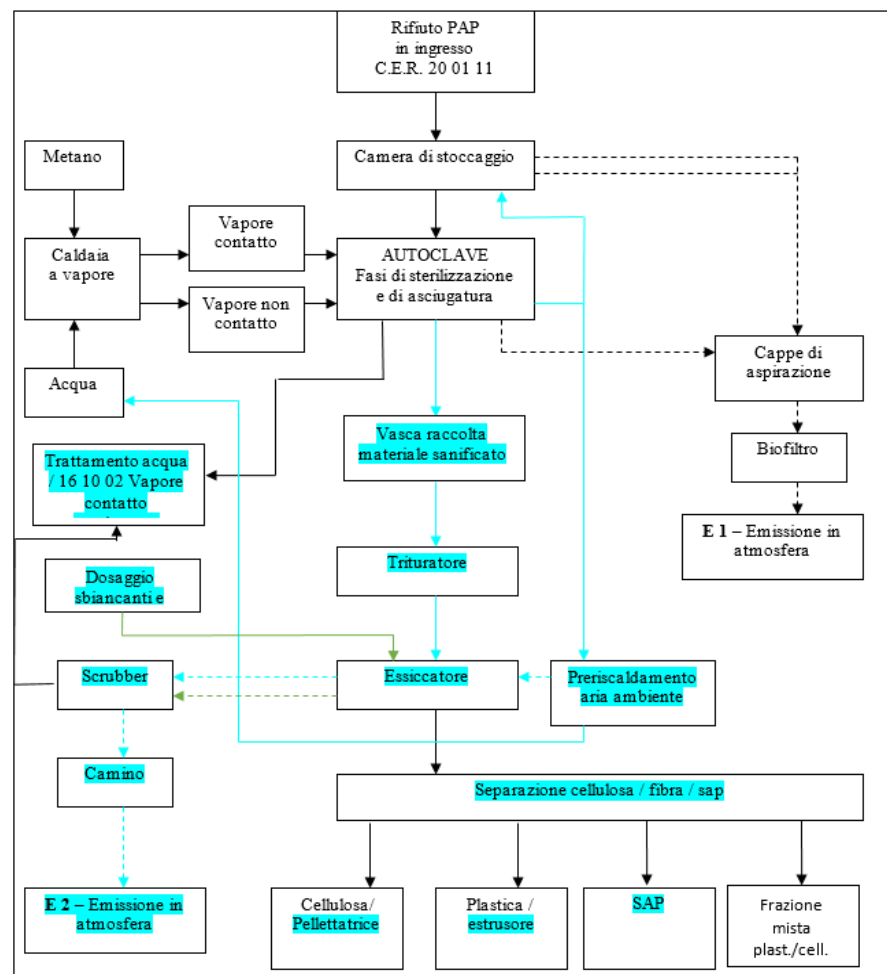 Rifiuto PAP
in ingresso
C.E.R. 20 01 11
Metano
Camera di stoccaggio
Vapore
contatto
Caldaia
a vapore
AUTOCLAVE
Fasi di sterilizzazione
e di asciugatura
Vapore non
contatto
Cappe di
aspirazione
Acqua
Vasca raccolta
materiale sanificato
Biofiltro
Trattamento acqua
/ 16 10 02 Vapore
contatto
E 1 – Emissione in
atmosfera
Trituratore
Dosaggio
sbiancanti e
Scrubber
Essiccatore
Preriscaldamento
aria ambiente
Camino
Separazione cellulosa / fibra / sap
E 2 – Emissione in
atmosfera
Cellulosa/
Pellettatrice
Plastica /
estrusore
SAP
Frazione
mista
plast./cell.